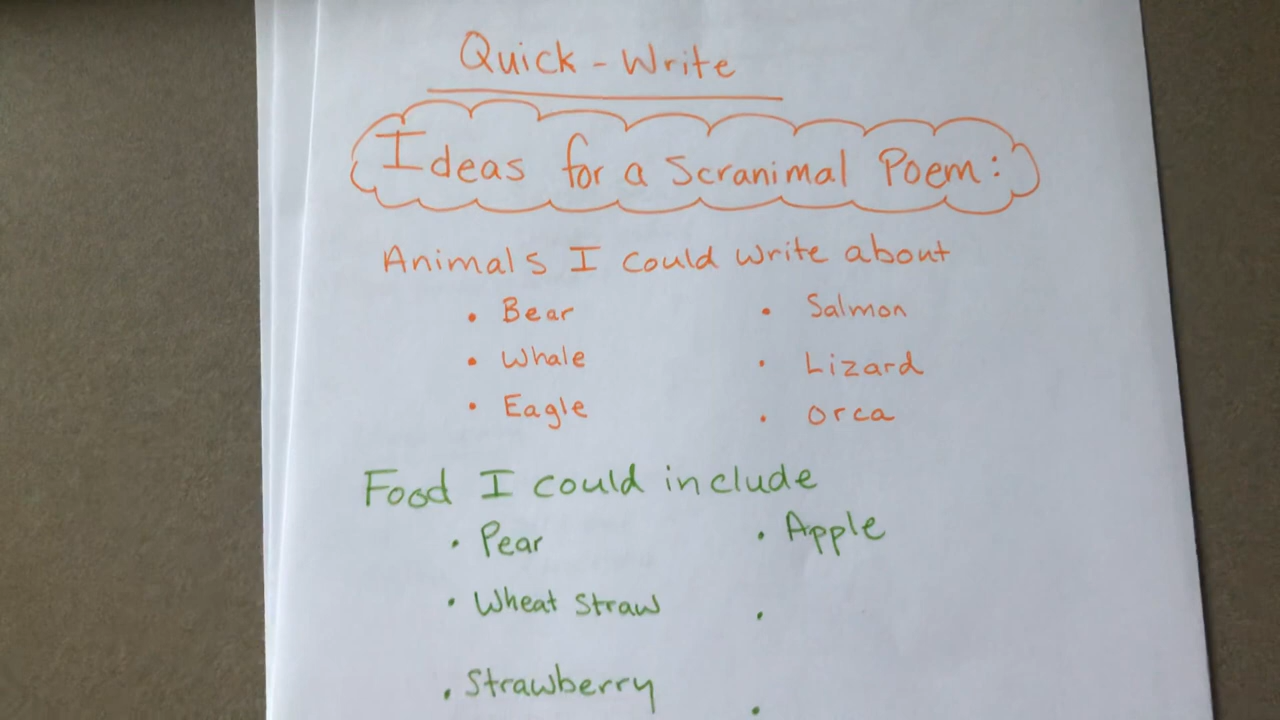 Quick - Write
Ideas for a Scranimal Poem:
Animals I could write about
• Bear
• Salmon
• Whale
• Lizard
• Eagle
• Orca
Food I could include
• Pear
• Apple
• Wheat Straw
•
• Strawberry
•